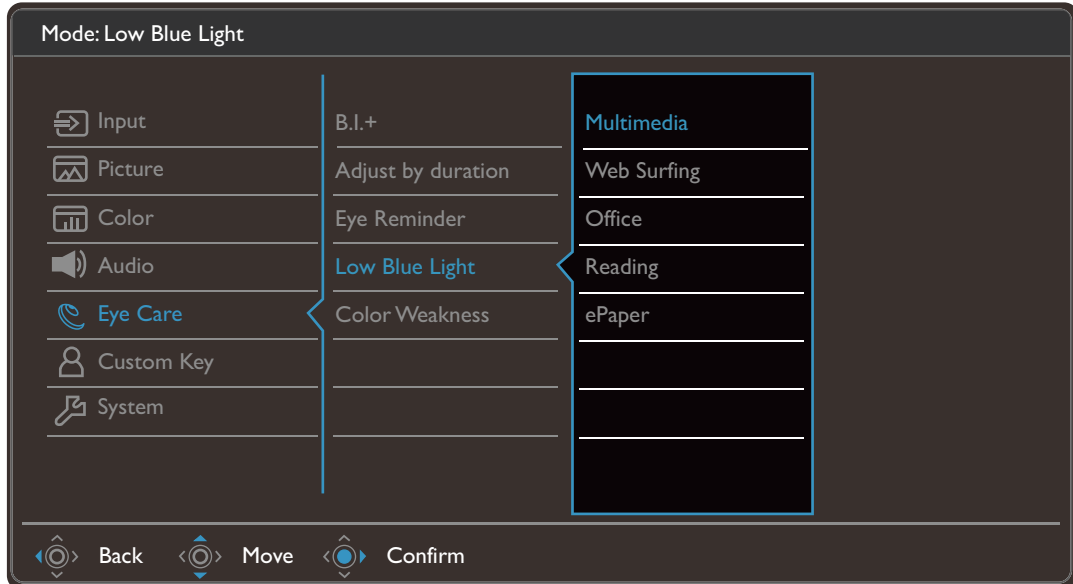 Mode: Low Blue Light
Input
Picture
Color
Audio
Eye Care
Custom Key
System
B.I.+
Adjust by duration
Eye Reminder
Low Blue Light
Color Weakness
Multimedia
Web Surfing
Office
Reading
ePaper
Back Move Confirm